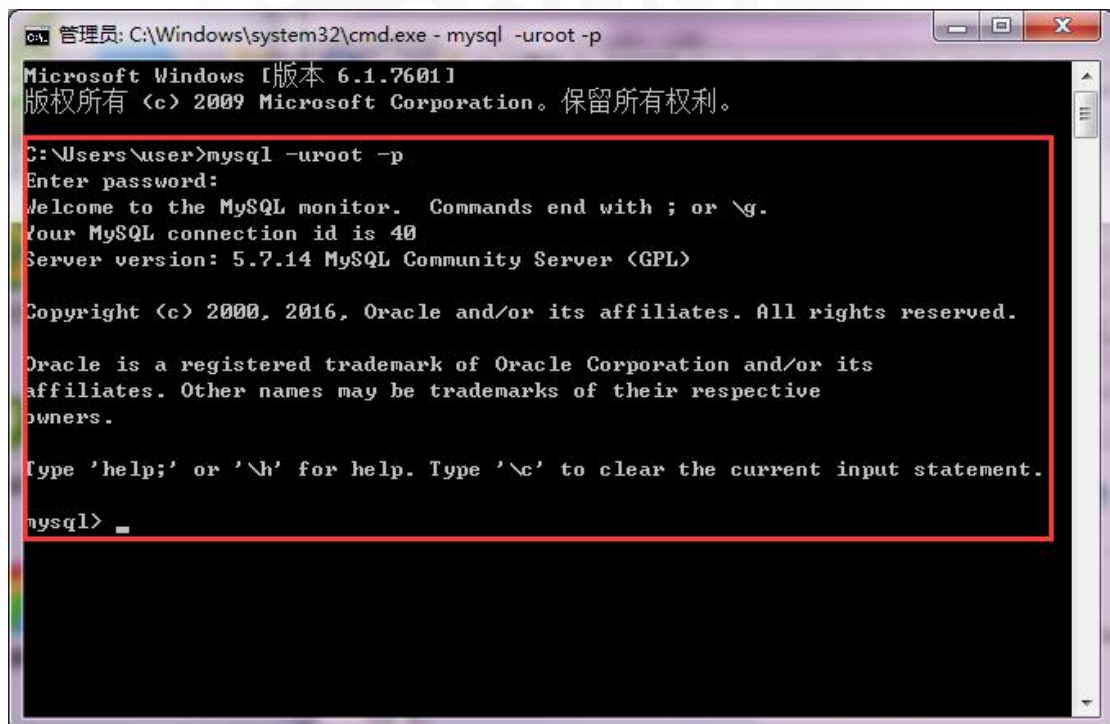 管理员: C:\Windows\system32\cmd.exe - mysql -uroot -p
Microsoft Windows [版本 6.1.7601]
版权所有 (c) 2009 Microsoft Corporation。保留所有权利。
C:\Users\user>mysql -uroot -p
Enter password:
Welcome to the MySQL monitor.  Commands end with ; or \g.
Your MySQL connection id is 40
Server version: 5.7.14 MySQL Community Server (GPL)
Copyright (c) 2000, 2016, Oracle and/or its affiliates. All rights reserved.
Oracle is a registered trademark of Oracle Corporation and/or its
affiliates. Other names may be trademarks of their respective
owners.
Type 'help;' or '\h' for help. Type '\c' to clear the current input statement.
mysql> _